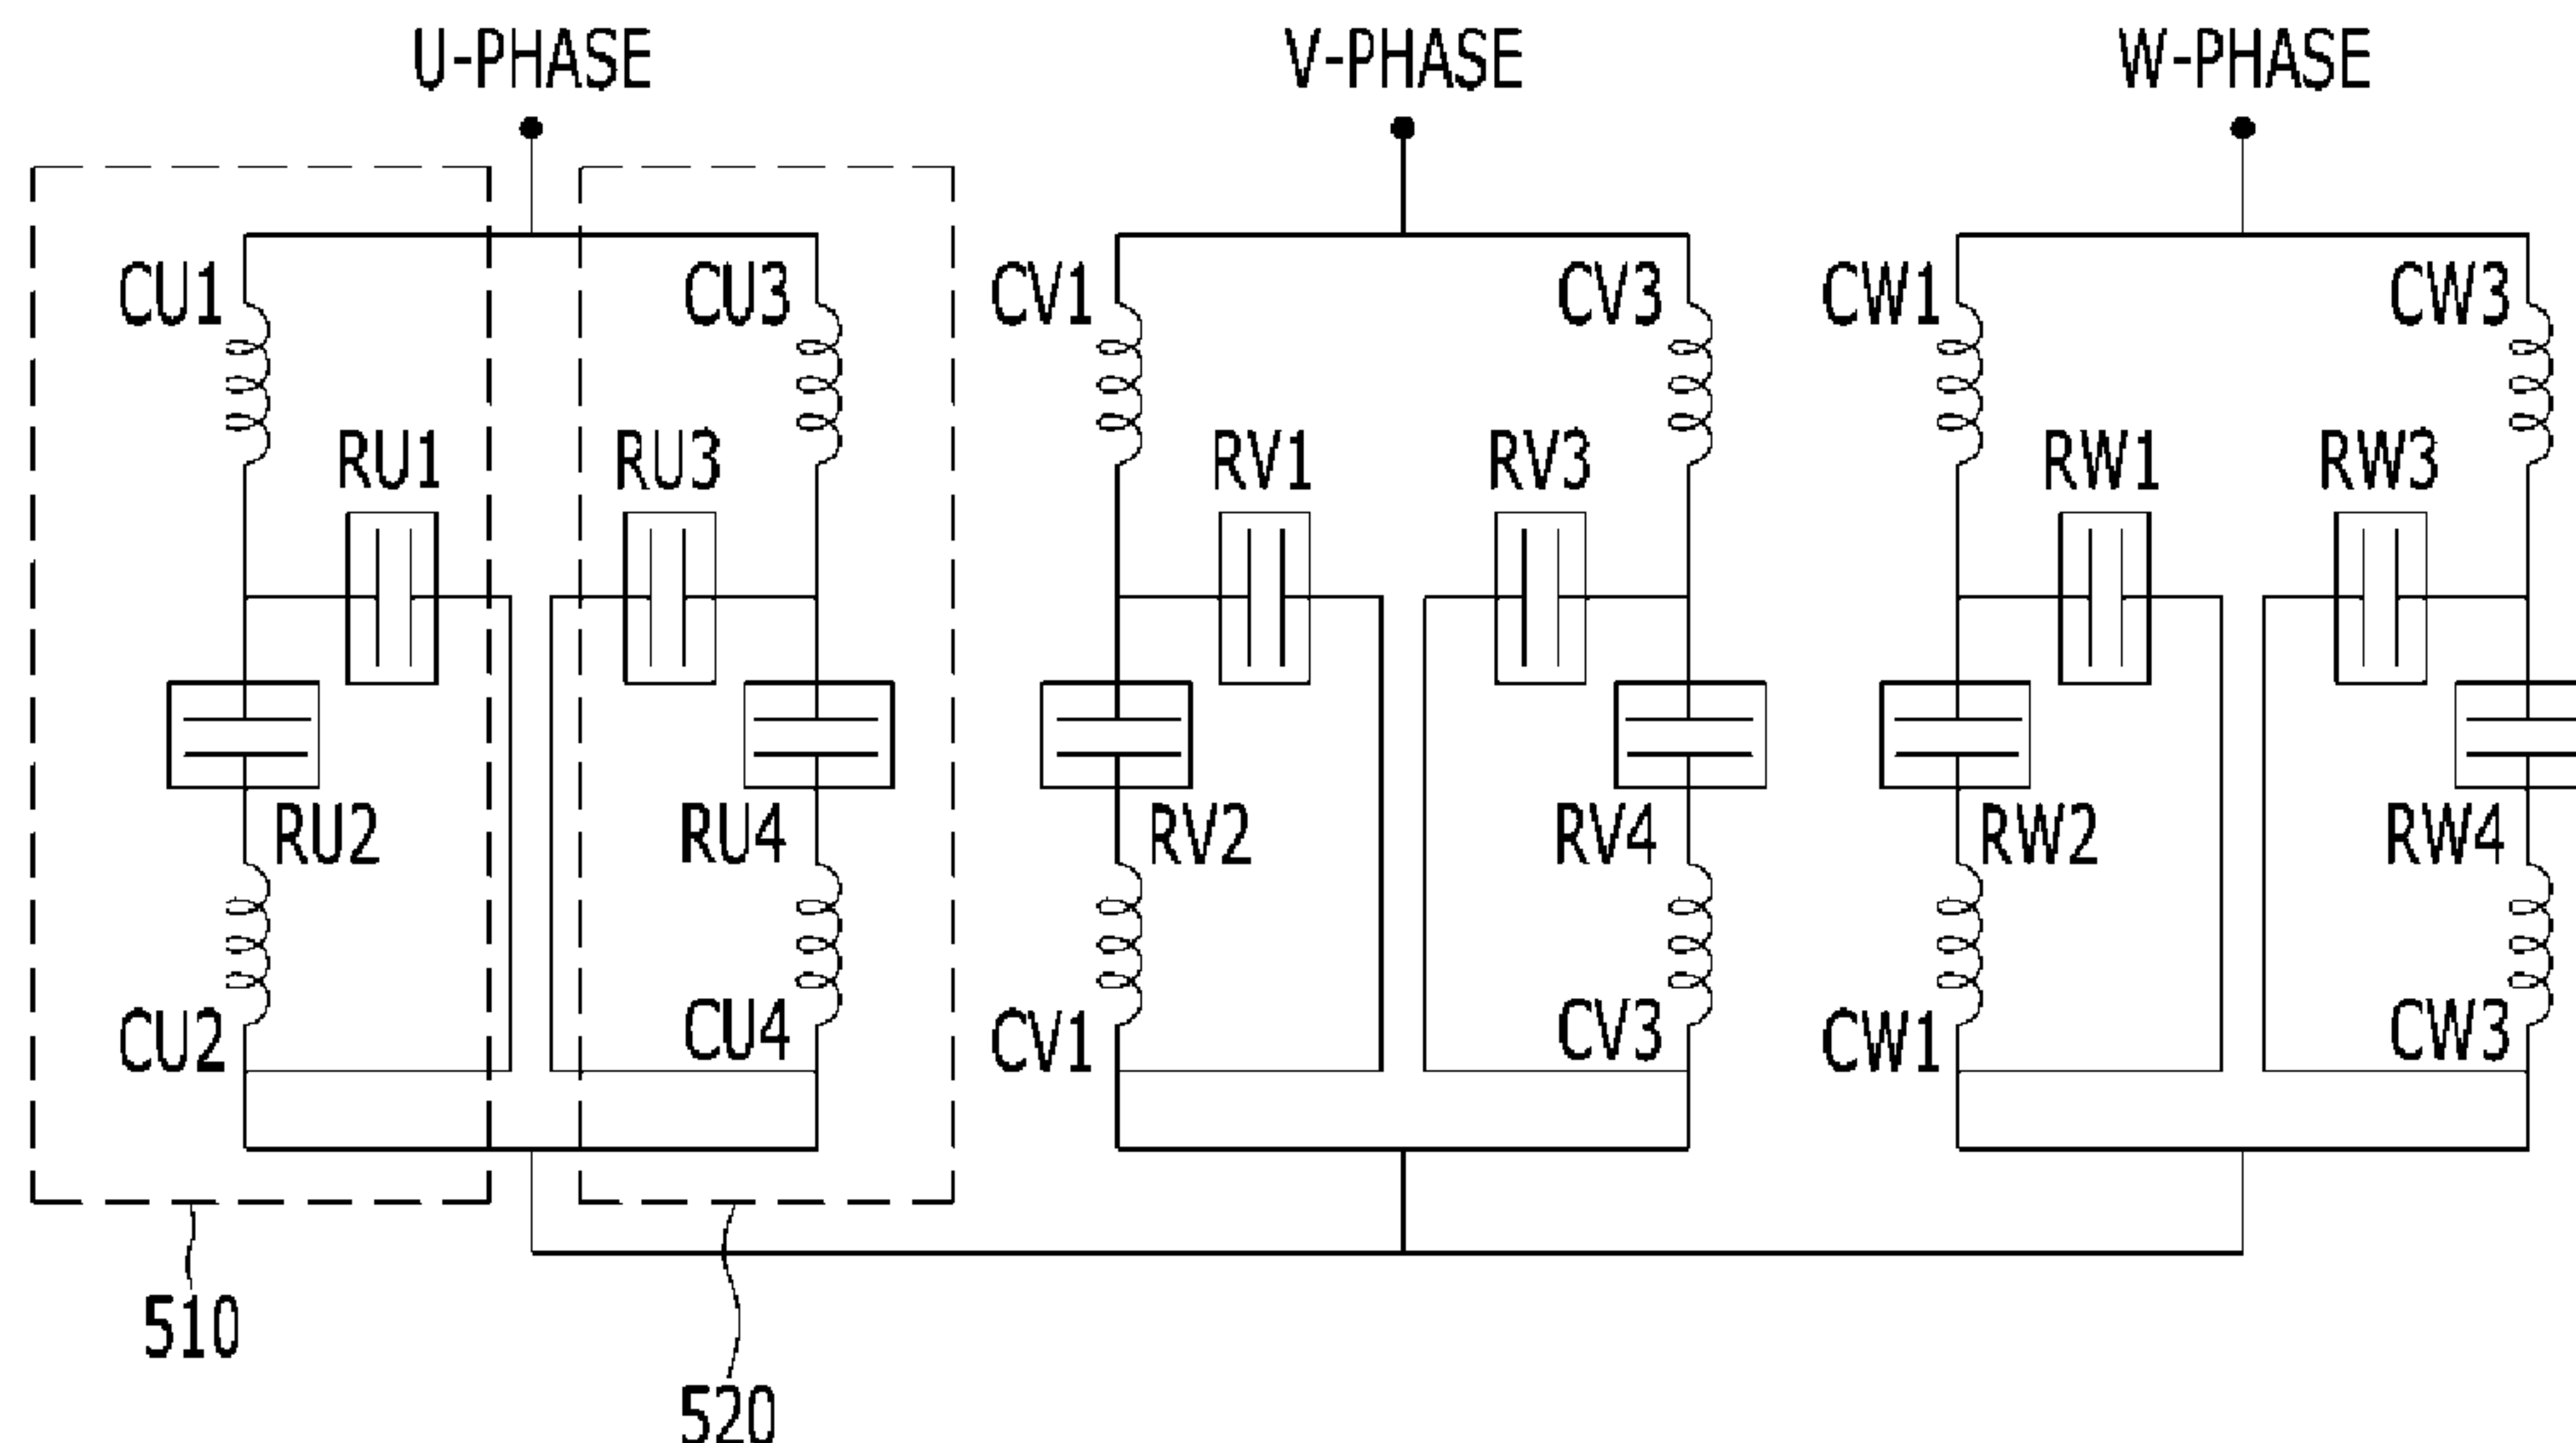 U-PHASE V-PHASE W-PHASE
CU1 CU3 CV1 CV3 CW1 CW3
RU1 RU3 RV1 RV3 RW1 RW3
RU2 RU4 RV2 RV4 RW2 RW4
CU2 CU4 CV1 CV3 CW1 CW3
510
520